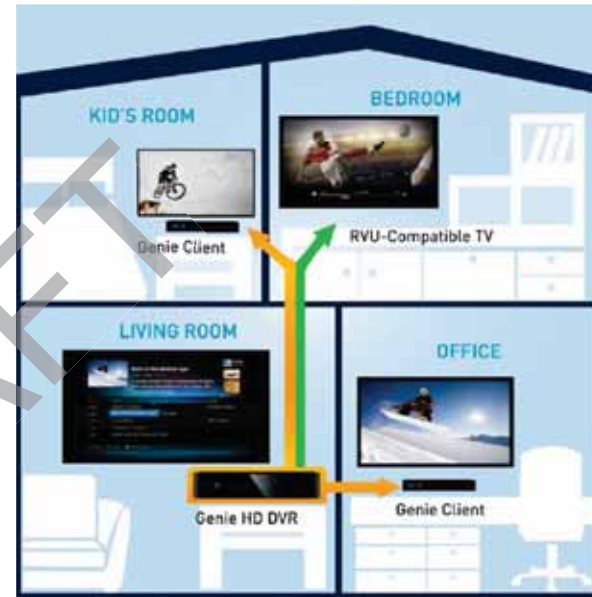 KID'S ROOM
BEDROOM
Genie Client
RVU-Compatible TV
LIVING ROOM
OFFICE
Genie HD DVR
Genie Client